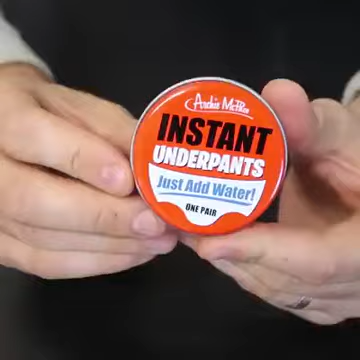 Archie McPhee
INSTANT
UNDERPANTS
Just Add Water!
ONE PAIR